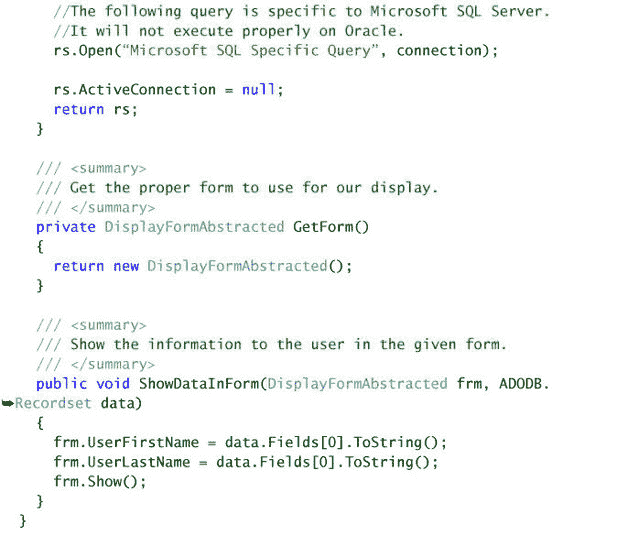 //The following query is specific to Microsoft SQL Server.
//It will not execute properly on Oracle.
rs.Open(“Microsoft SQL Specific Query”, connection);
rs.ActiveConnection = null;
return rs;
}
/// <summary>
/// Get the proper form to use for our display.
/// </summary>
private DisplayFormAbstracted GetForm()
{
return new DisplayFormAbstracted();
}
/// <summary>
/// Show the information to the user in the given form.
/// </summary>
public void ShowDataInForm(DisplayFormAbstracted frm, ADODB.
➥Recordset data)
{
frm.UserFirstName = data.Fields[0].ToString();
frm.UserLastName = data.Fields[0].ToString();
frm.Show();
}
}